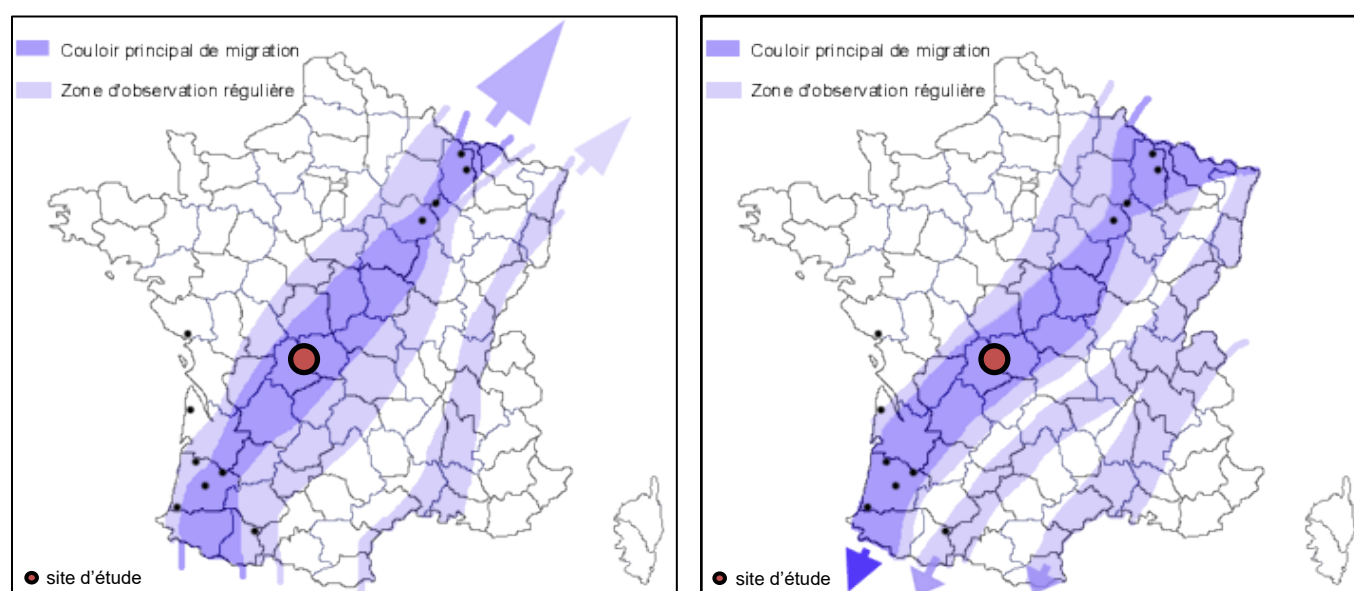 Couloir principal de migration
Zone d'observation régulière
site d'étude
Couloir principal de migration
Zone d'observation régulière
site d'étude